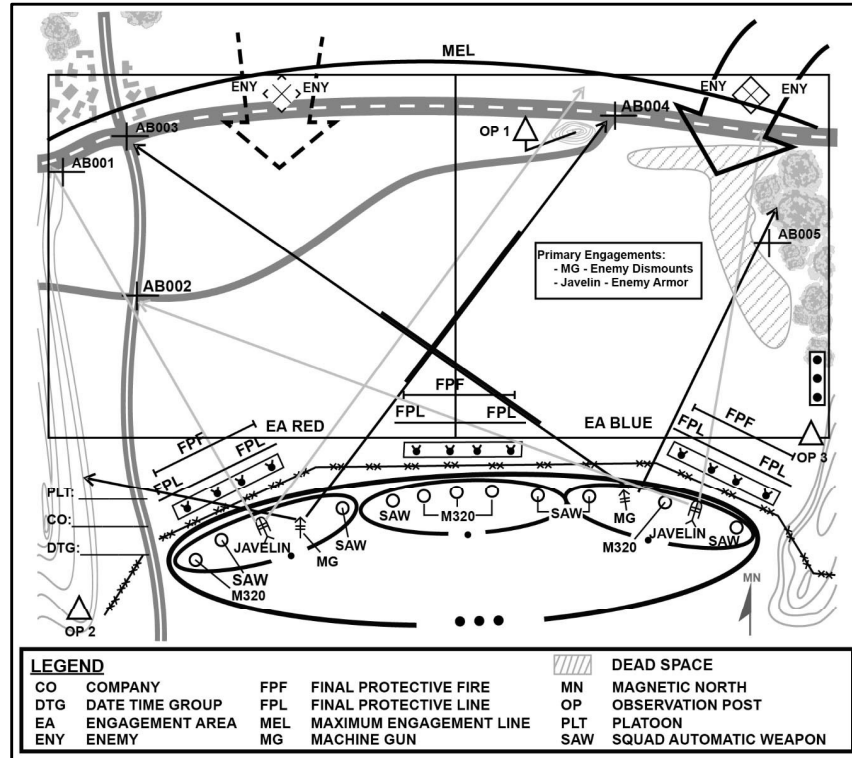 MEL
ENY
ENY
ENY
ENY
AB003
AB004
OP 1
AB001
AB005
Primary Engagements:
- MG - Enemy Dismounts
- Javelin - Enemy Armor
AB002
FPF
FPL
FPL
EA RED
EA BLUE
FPF
FPL
FPL
FPF
FPL
FPL
OP 3
PLT:
CO:
DTG:
SAW
M320
SAW
MG
JAVELIN
MG
SAW
M320
JAVELIN
SAW
SAW
M320
MN
OP 2
LEGEND
CO COMPANY
DTG DATE TIME GROUP
EA ENGAGEMENT AREA
ENY ENEMY
FPF FINAL PROTECTIVE FIRE
FPL FINAL PROTECTIVE LINE
MEL MAXIMUM ENGAGEMENT LINE
MG MACHINE GUN
DEAD SPACE
MN MAGNETIC NORTH
OP OBSERVATION POST
PLT PLATOON
SAW SQUAD AUTOMATIC WEAPON